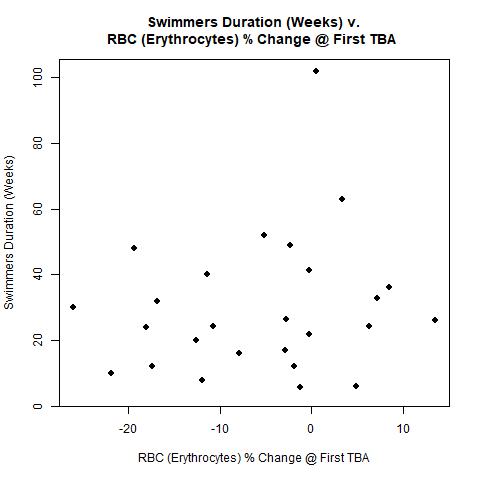 Swimmers Duration (Weeks) v.
RBC (Erythrocytes) % Change @ First TBA
Swimmers Duration (Weeks)
100
80
60
40
20
0
-20 -10 0 10
RBC (Erythrocytes) % Change @ First TBA